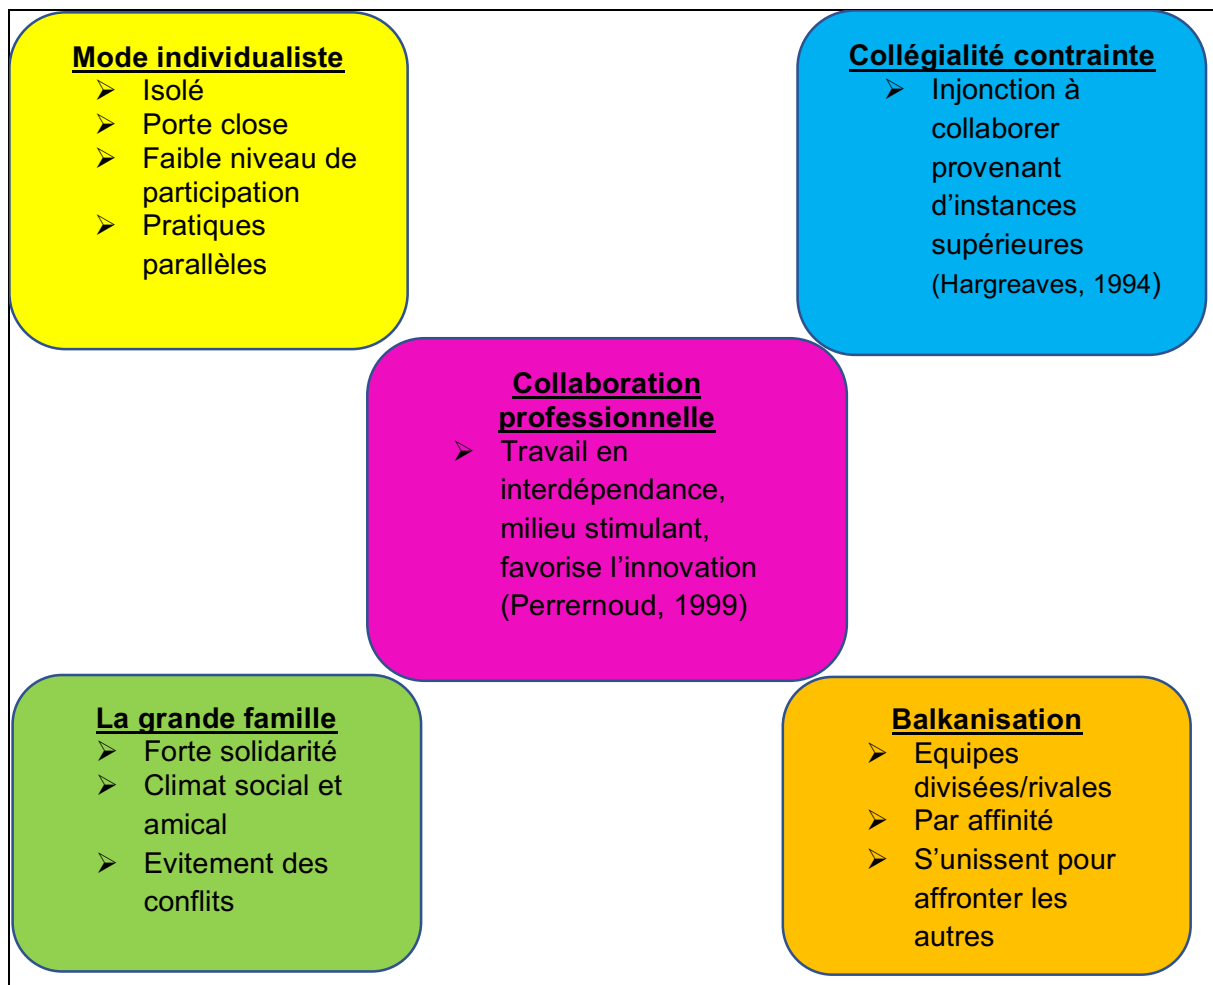 Mode individualiste
➢ Isolé
➢ Porte close
➢ Faible niveau de
participation
➢ Pratiques
parallèles
Collégialité contrainte
➢ Injonction à
collaborer
provenant
d’instances
supérieures
(Hargreaves, 1994)
Collaboration
professionnelle
➢ Travail en
interdépendance,
milieu stimulant,
favorise l’innovation
(Perrernoud, 1999)
La grande famille
➢ Forte solidarité
➢ Climat social et
amical
➢ Evitement des
conflits
Balkanisation
➢ Equipes
divisées/rivales
➢ Par affinité
➢ S’unissent pour
affronter les
autres